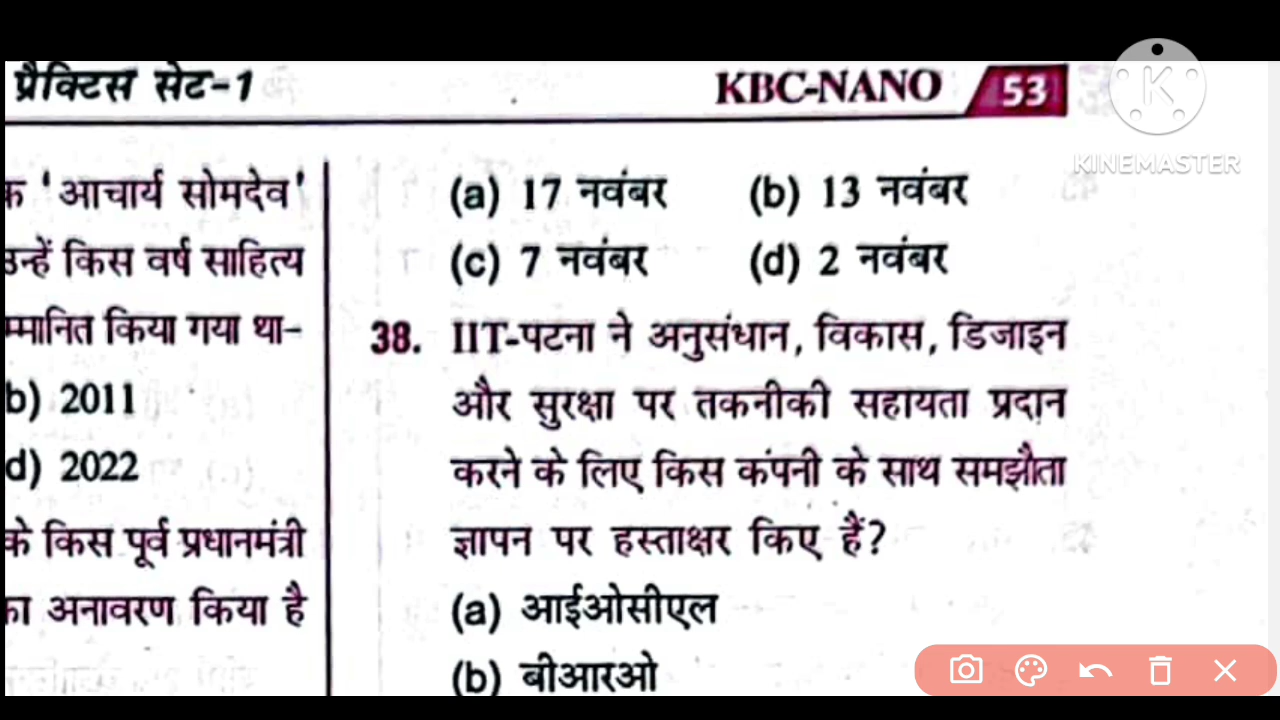 प्रैक्टिस सेट-1
KBC-NANO 53
KINEMASTER
क 'आचार्य सोमदेव'
उन्हें किस वर्ष साहित्य
म्मानित किया गया था-
b) 2011
d) 2022
के किस पूर्व प्रधानमंत्री
का अनावरण किया है
(a) 17 नवंबर (b) 13 नवंबर
(c) 7 नवंबर (d) 2 नवंबर
38. IIT-पटना ने अनुसंधान, विकास, डिजाइन
और सुरक्षा पर तकनीकी सहायता प्रदान
करने के लिए किस कंपनी के साथ समझौता
ज्ञापन पर हस्ताक्षर किए हैं?
(a) आईओसीएल
(b) बीआरओ